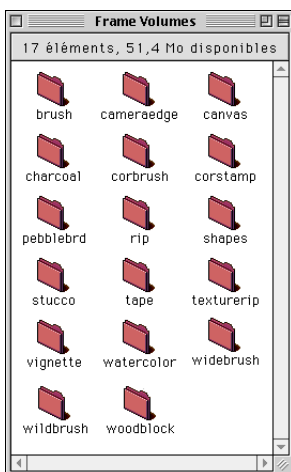 Frame Volumes
17 éléments, 51,4 Mo disponibles
brush cameraedge canvas
charcoal corbrush corstamp
pebblebrd rip shapes
stucco tape texturerip
vignette watercolor widebrush
wildbrush woodblock